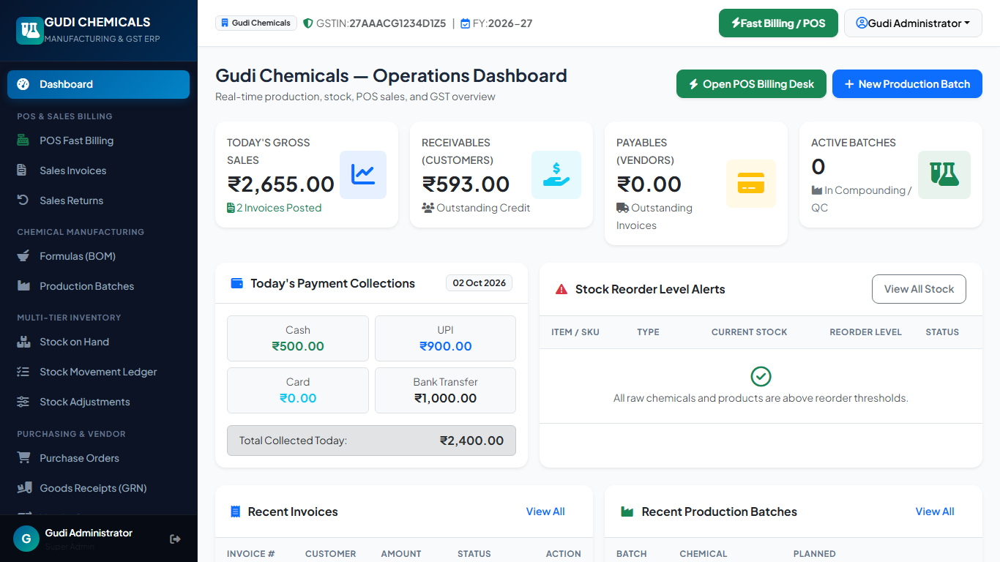 GUDI CHEMICALS
MANUFACTURING & GST ERP
Dashboard
POS & SALES BILLING
POS Fast Billing
Sales Invoices
Sales Returns
CHEMICAL MANUFACTURING
Formulas (BOM)
Production Batches
MULTI-TIER INVENTORY
Stock on Hand
Stock Movement Ledger
Stock Adjustments
PURCHASING & VENDOR
Purchase Orders
Goods Receipts (GRN)
G
Gudi Administrator
Super Admin
Gudi Chemicals
GSTIN:27AAACG1234D1Z5 | FY:2026-27
Fast Billing / POS
Gudi Administrator
Gudi Chemicals — Operations Dashboard
Real-time production, stock, POS sales, and GST overview
Open POS Billing Desk
New Production Batch
TODAY'S GROSS
SALES
₹2,655.00
2 Invoices Posted
RECEIVABLES
(CUSTOMERS)
₹593.00
Outstanding Credit
PAYABLES
(VENDORS)
₹0.00
Outstanding
Invoices
ACTIVE BATCHES
0
In Compounding /
QC
Today's Payment Collections
02 Oct 2026
Cash
₹500.00
UPI
₹900.00
Card
₹0.00
Bank Transfer
₹1,000.00
Total Collected Today: ₹2,400.00
Stock Reorder Level Alerts
View All Stock
ITEM / SKU TYPE CURRENT STOCK REORDER LEVEL STATUS
All raw chemicals and products are above reorder thresholds.
Recent Invoices
View All
INVOICE # CUSTOMER AMOUNT STATUS ACTION
Recent Production Batches
View All
BATCH CHEMICAL PLANNED